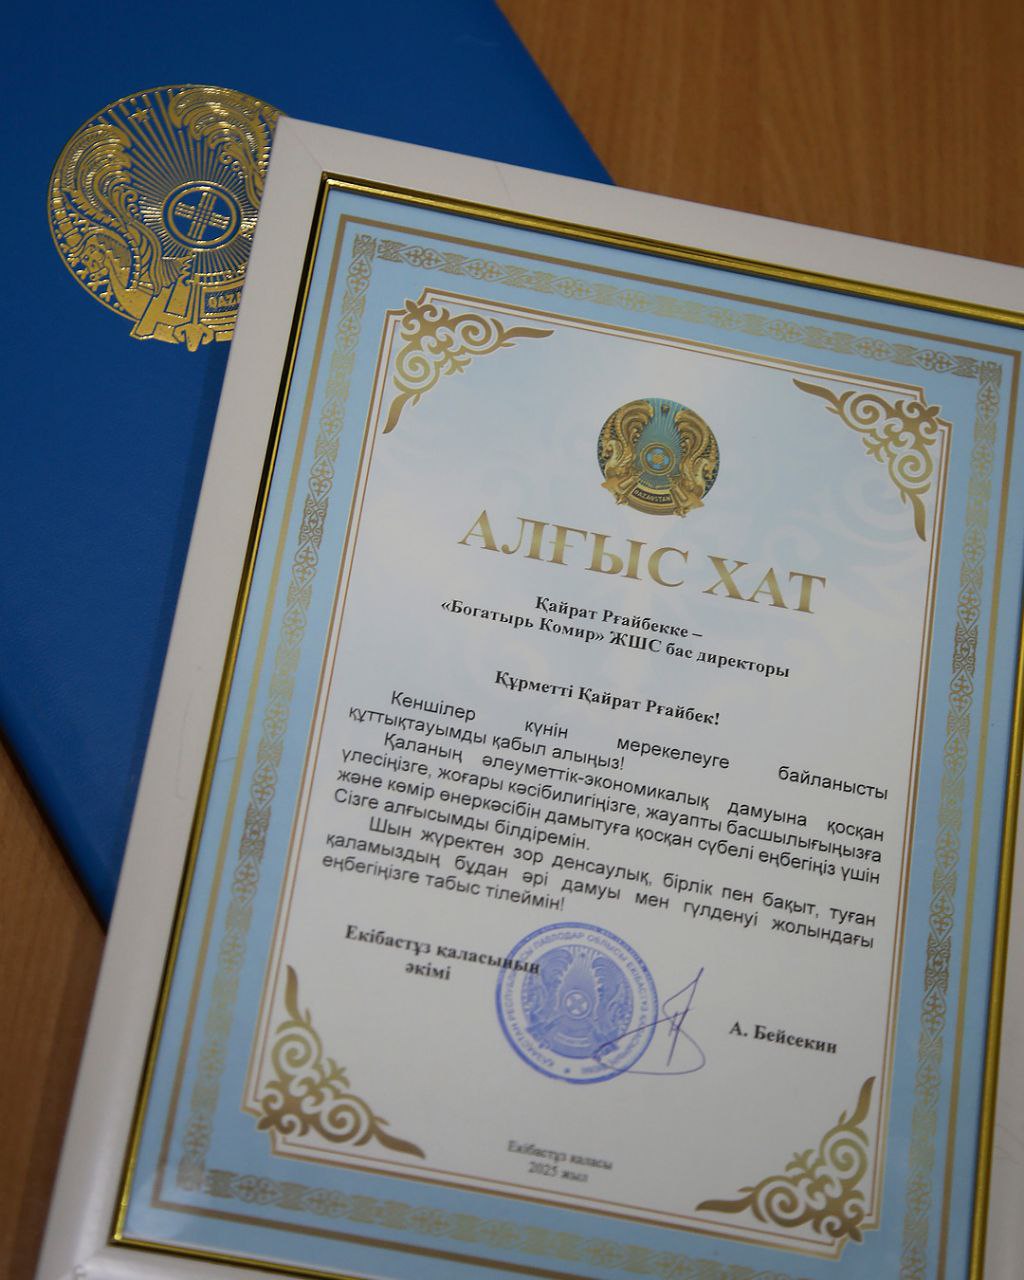 QAZAQSTAN
АЛҒЫС ХАТ
Қайрат Рғайбекке –
«Богатырь Комир» ЖШС бас директоры
Құрметті Қайрат Рғайбек!
Кеншілер күнін мерекелеуге байланысты
құттықтауымды қабыл алыңыз!
Қаланың әлеуметтік-экономикалық дамуына қосқан
үлесіңізге, жоғары кәсібилигіңізге, жауапты басшылығыңызға
және көмір өнеркәсібін дамытуға қосқан сүбелі еңбегіңіз үшін
Сізге алғысымды білдіремін.
Шын жүректен зор денсаулық, бірлік пен бақыт, туған
қаламыздың бұдан әрі дамуы мен гүлденуі жолындағы
еңбегіңізге табыс тілеймін!
Екібастұз қаласының
әкімі
А. Бейсекин
Екібастұз қаласы
2025 жыл